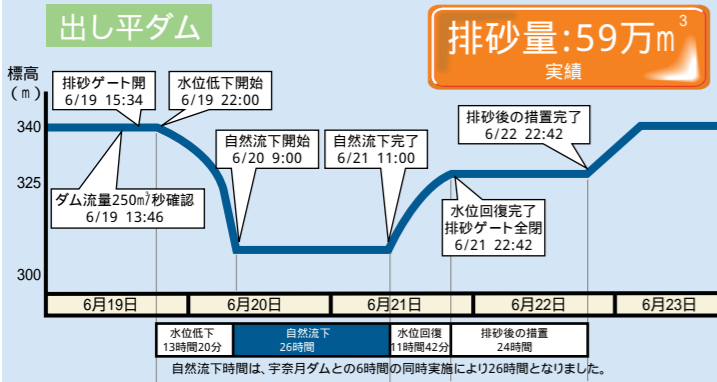 出し平ダム
排砂量:59万m³
実績
標高
(m)
340
325
300
排砂ゲート開
6/19 15:34
水位低下開始
6/19 22:00
ダム流量250m³/秒確認
6/19 13:46
自然流下開始
6/20 9:00
自然流下完了
6/21 11:00
排砂後の措置完了
6/22 22:42
水位回復完了
排砂ゲート全閉
6/21 22:42
6月19日 6月20日 6月21日 6月22日 6月23日
水位低下
13時間20分
自然流下
26時間
水位回復
11時間42分
排砂後の措置
24時間
自然流下時間は、宇奈月ダムとの6時間の同時実施により26時間となりました。